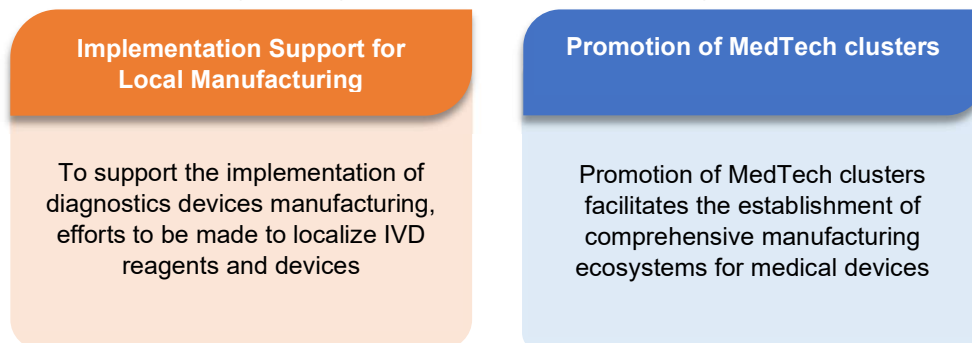 Implementation Support for
Local Manufacturing
To support the implementation of
diagnostics devices manufacturing,
efforts to be made to localize IVD
reagents and devices
Promotion of MedTech clusters
Promotion of MedTech clusters
facilitates the establishment of
comprehensive manufacturing
ecosystems for medical devices